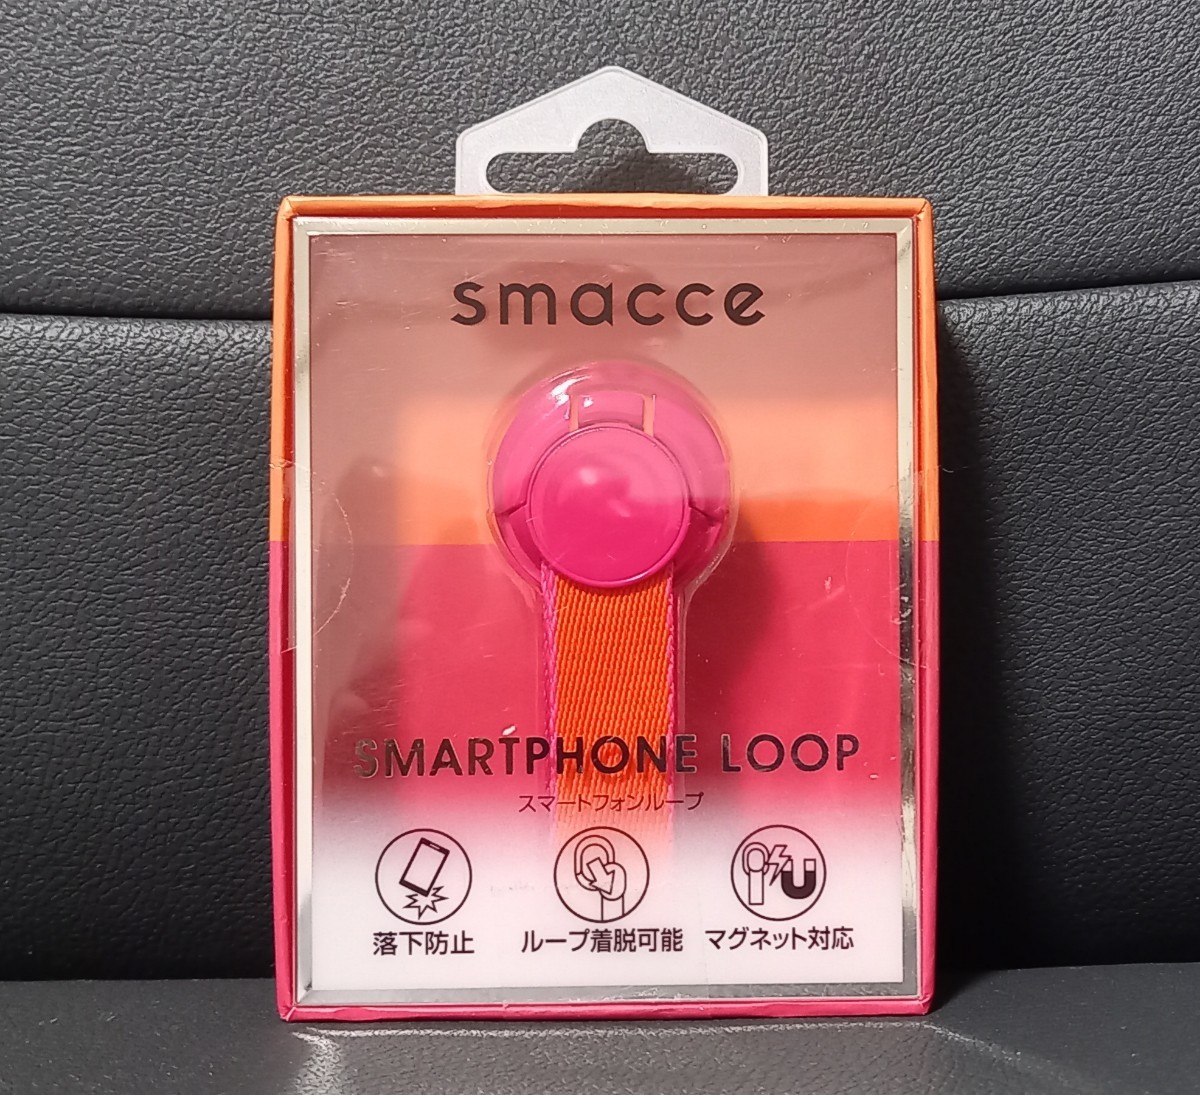 smacce
SMARTPHONE LOOP
スマートフォンループ
落下防止
ループ着脱可能
マグネット対応